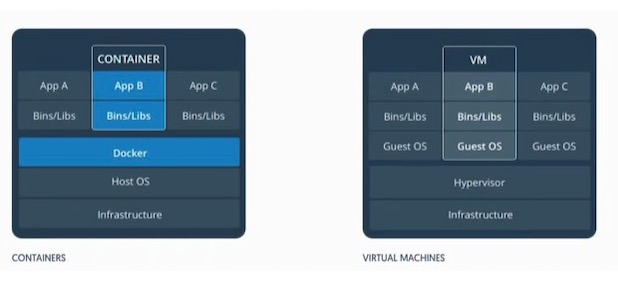 CONTAINER
App A App B App C
Bins/Libs Bins/Libs Bins/Libs
Docker
Host OS
Infrastructure
CONTAINERS
VM
App A App B App C
Bins/Libs Bins/Libs Bins/Libs
Guest OS Guest OS Guest OS
Hypervisor
Infrastructure
VIRTUAL MACHINES